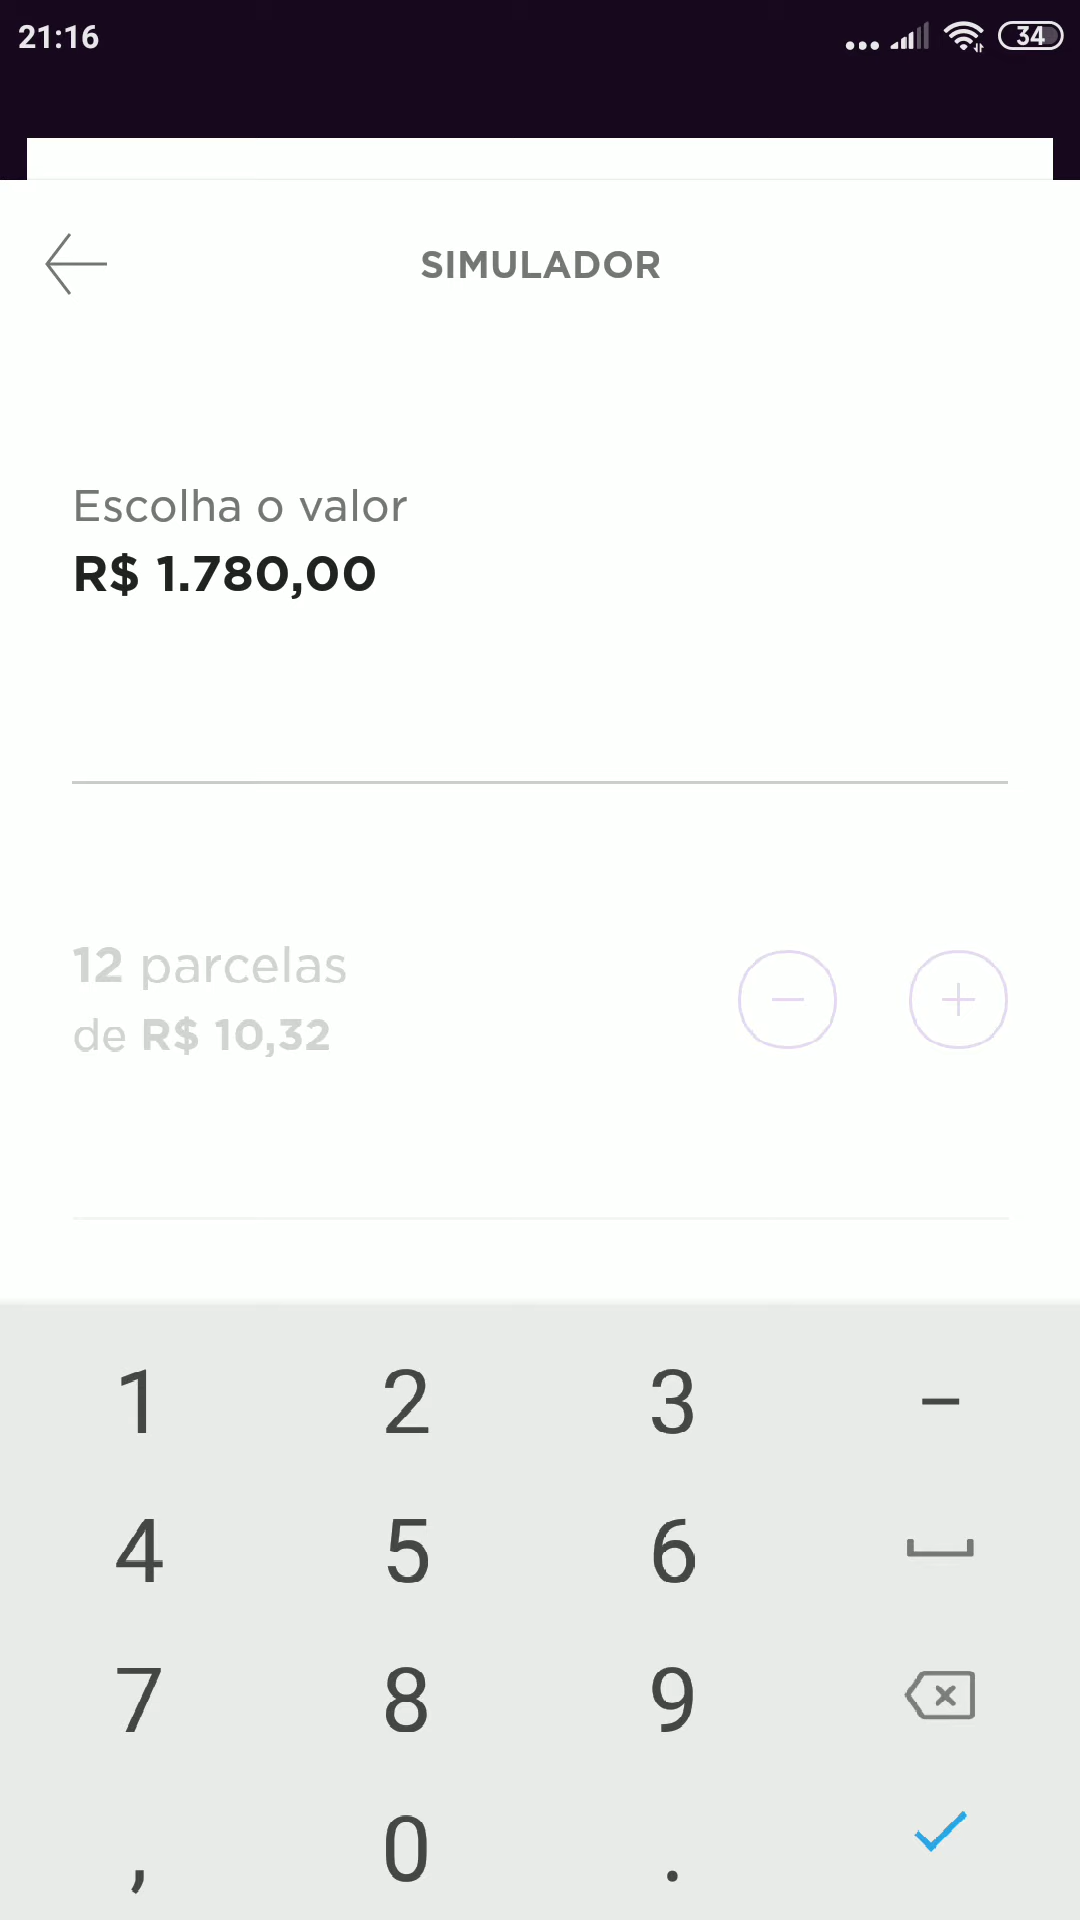 21:16
34
SIMULADOR
Escolha o valor
R$ 1.780,00
12 parcelas
de R$ 10,32
1 2 3 −
4 5 6
7 8 9
, 0 .